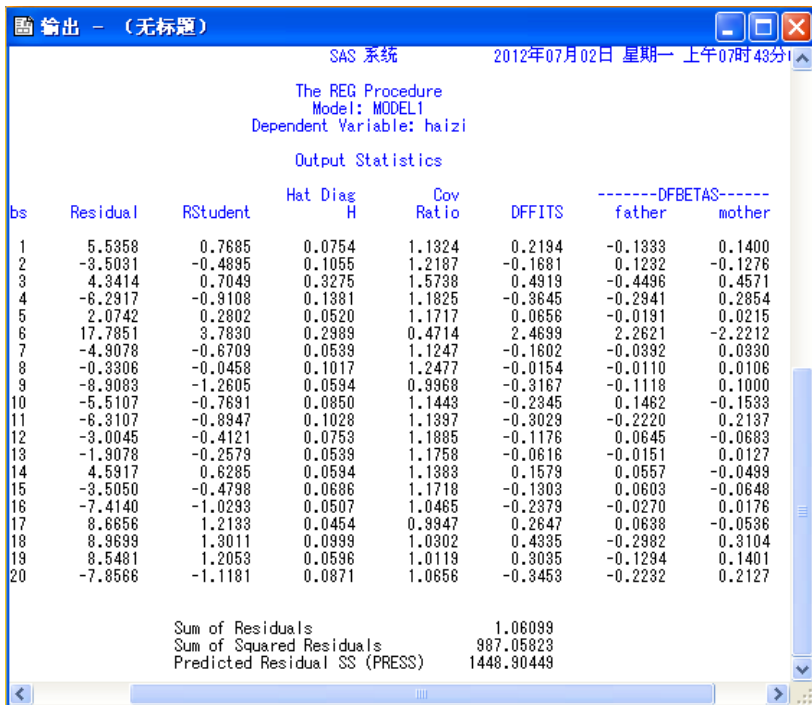 输出 - （无标题）
SAS 系统 2012年07月02日 星期一 上午07时43分
The REG Procedure
Model: MODEL1
Dependent Variable: haizi
Output Statistics
Hat Diag Cov -------DFBETAS------
bs Residual RStudent H Ratio DFFITS father mother
1 5.5358 0.7685 0.0754 1.1324 0.2194 -0.1333 0.1400
2 -3.5031 -0.4895 0.1055 1.2187 -0.1681 0.1232 -0.1276
3 4.3414 0.7049 0.3275 1.5738 0.4919 -0.4496 0.4571
4 -6.2917 -0.9108 0.1381 1.1825 -0.3645 -0.2941 0.2854
5 2.0742 0.2802 0.0520 1.1717 0.0656 -0.0191 0.0215
6 17.7851 3.7830 0.2989 0.4714 2.4699 2.2621 -2.2212
7 -4.9078 -0.6709 0.0539 1.1247 -0.1602 -0.0392 0.0330
8 -0.3306 -0.0458 0.1017 1.2477 -0.0154 -0.0110 0.0106
9 -8.9083 -1.2605 0.0594 0.9968 -0.3167 -0.1118 0.1000
10 -5.5107 -0.7691 0.0850 1.1443 -0.2345 0.1462 -0.1533
11 -6.3107 -0.8947 0.1028 1.1397 -0.3029 -0.2220 0.2137
12 -3.0045 -0.4121 0.0753 1.1885 -0.1176 0.0645 -0.0683
13 -1.9078 -0.2579 0.0539 1.1758 -0.0616 -0.0151 0.0127
14 4.5917 0.6285 0.0594 1.1383 0.1579 0.0557 -0.0499
15 -3.5050 -0.4798 0.0686 1.1718 -0.1303 0.0603 -0.0648
16 -7.4140 -1.0293 0.0507 1.0465 -0.2379 -0.0270 0.0176
17 8.6656 1.2133 0.0454 0.9947 0.2647 0.0638 -0.0536
18 8.9699 1.3011 0.0999 1.0302 0.4335 -0.2982 0.3104
19 8.5481 1.2053 0.0596 1.0119 0.3035 -0.1294 0.1401
20 -7.8566 -1.1181 0.0871 1.0656 -0.3453 -0.2232 0.2127
Sum of Residuals 1.06099
Sum of Squared Residuals 987.05823
Predicted Residual SS (PRESS) 1448.90449